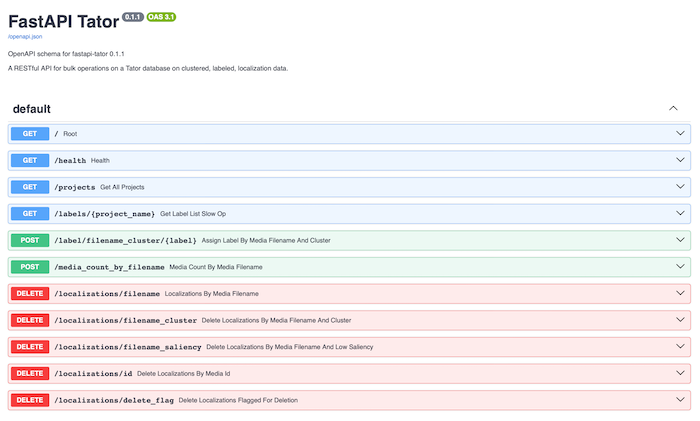 FastAPI Tator 0.1.1 OAS 3.1
/openapi.json
OpenAPI schema for fastapi-tator 0.1.1
A RESTful API for bulk operations on a Tator database on clustered, labeled, localization data.
default
GET / Root
GET /health Health
GET /projects Get All Projects
GET /labels/{project_name} Get Label List Slow Op
POST /label/filename_cluster/{label} Assign Label By Media Filename And Cluster
POST /media_count_by_filename Media Count By Media Filename
DELETE /localizations/filename Localizations By Media Filename
DELETE /localizations/filename_cluster Delete Localizations By Media Filename And Cluster
DELETE /localizations/filename_saliency Delete Localizations By Media Filename And Low Saliency
DELETE /localizations/id Delete Localizations By Media Id
DELETE /localizations/delete_flag Delete Localizations Flagged For Deletion